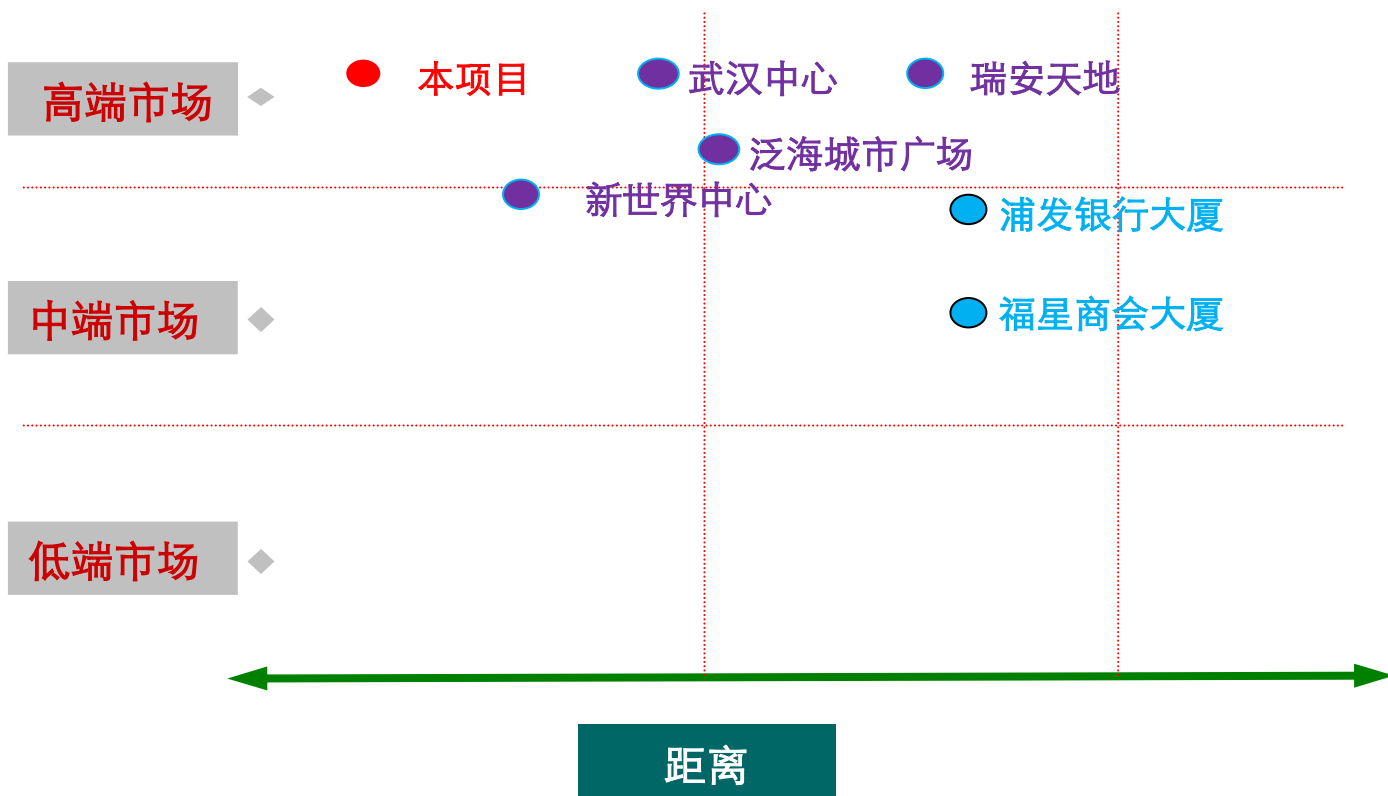 高端市场
本项目
武汉中心
瑞安天地
泛海城市广场
新世界中心
浦发银行大厦
中端市场
福星商会大厦
低端市场
距离